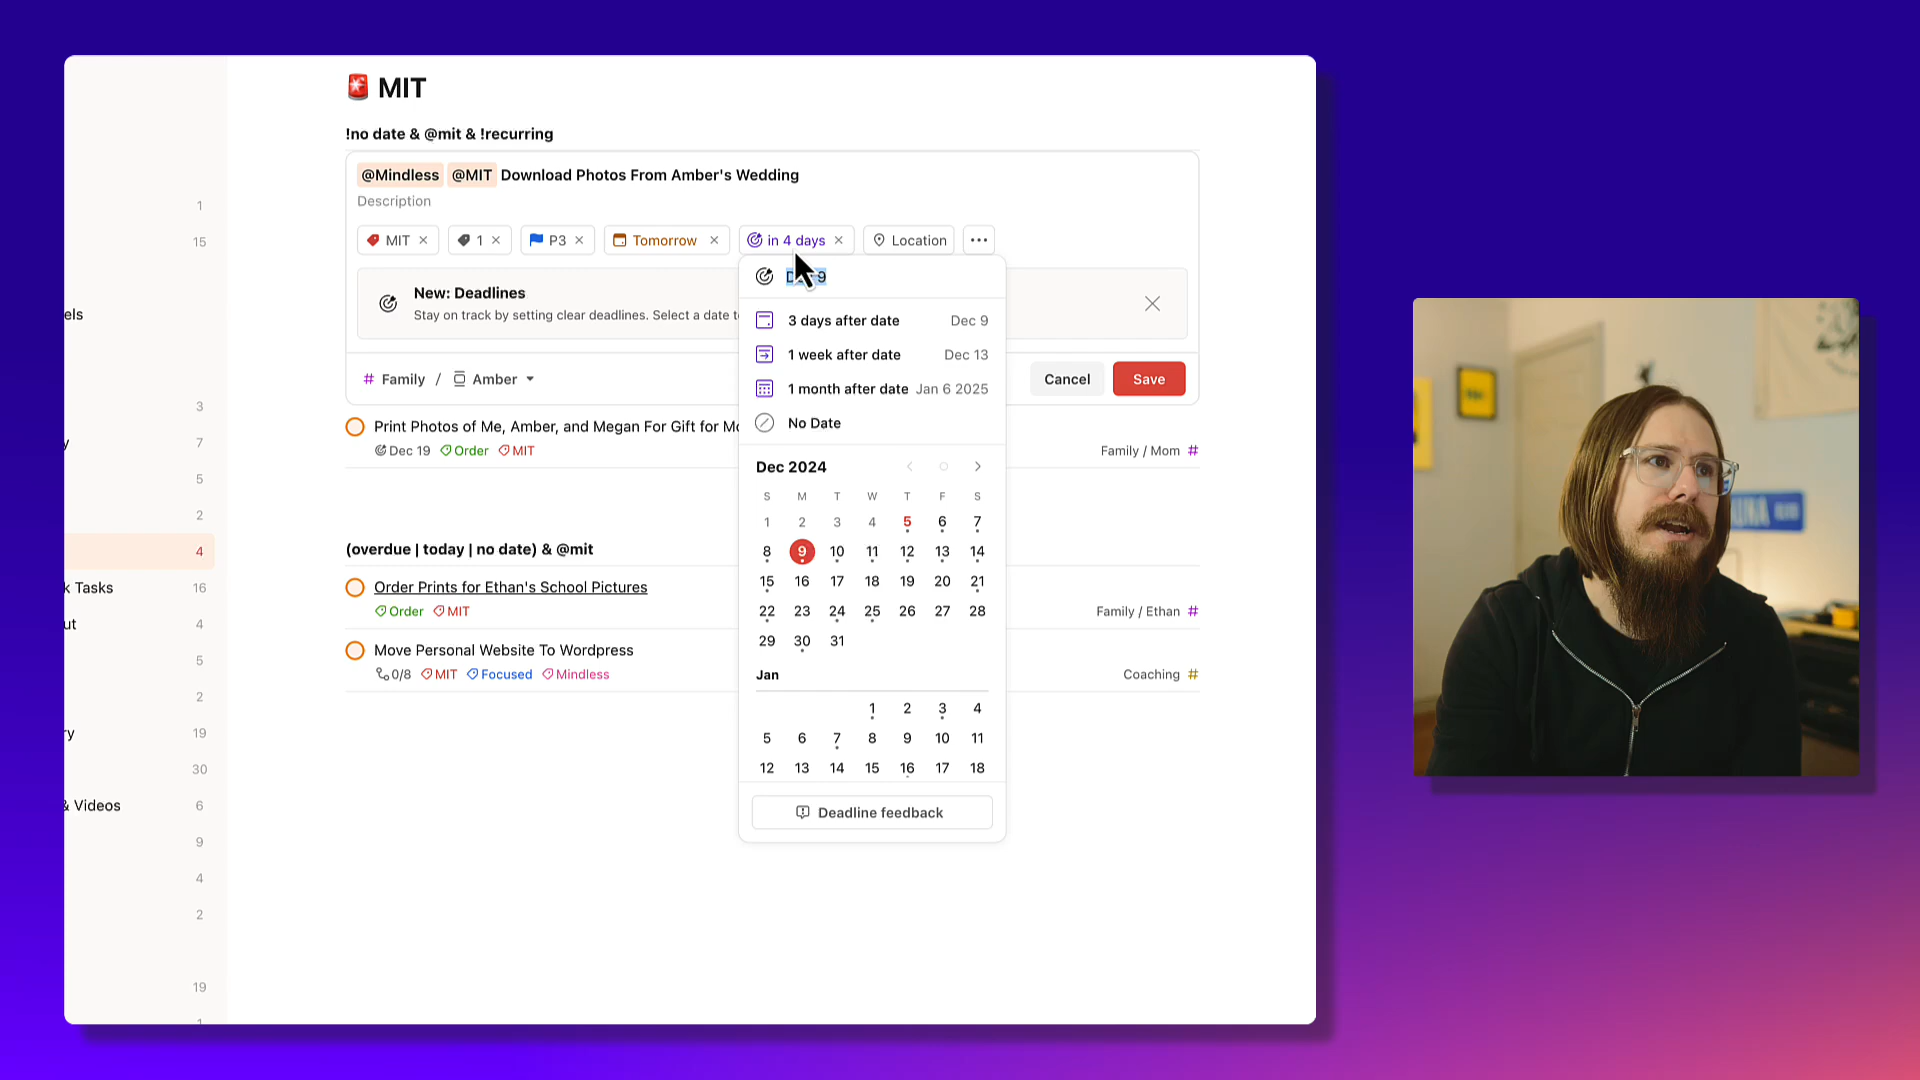 MIT
!no date & @mit & !recurring
@Mindless @MIT Download Photos From Amber's Wedding
Description
MIT 1 P3 Tomorrow in 4 days Location
New: Deadlines
Stay on track by setting clear deadlines. Select a date t
# Family / Amber
Cancel Save
Print Photos of Me, Amber, and Megan For Gift for Mo
Dec 19 Order MIT
Family / Mom #
(overdue | today | no date) & @mit
Order Prints for Ethan's School Pictures
Order MIT
Family / Ethan #
Move Personal Website To Wordpress
0/8 MIT Focused Mindless
Coaching #
3 days after date Dec 9
1 week after date Dec 13
1 month after date Jan 6 2025
No Date
Dec 2024
S M T W T F S
1 2 3 4 5 6 7
8 9 10 11 12 13 14
15 16 17 18 19 20 21
22 23 24 25 26 27 28
29 30 31
Jan
1 2 3 4
5 6 7 8 9 10 11
12 13 14 15 16 17 18
Deadline feedback
1
15
els
3
y 7
5
2
4
k Tasks 16
ut 4
5
2
ry 19
30
& Videos 6
9
4
2
19
1